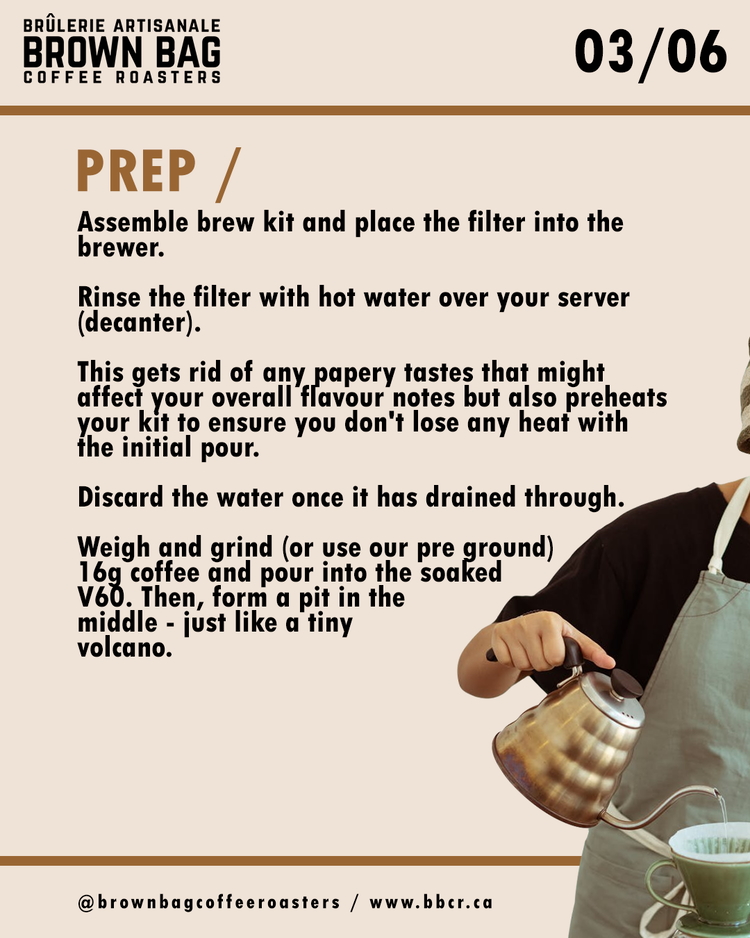 BRÛLERIE ARTISANALE
BROWN BAG
COFFEE ROASTERS
03/06
PREP /
Assemble brew kit and place the filter into the
brewer.
Rinse the filter with hot water over your server
(decanter).
This gets rid of any papery tastes that might
affect your overall flavour notes but also preheats
your kit to ensure you don't lose any heat with
the initial pour.
Discard the water once it has drained through.
Weigh and grind (or use our pre ground)
16g coffee and pour into the soaked
V60. Then, form a pit in the
middle - just like a tiny
volcano.
@brownbagcoffeeroasters / www.bbcr.ca